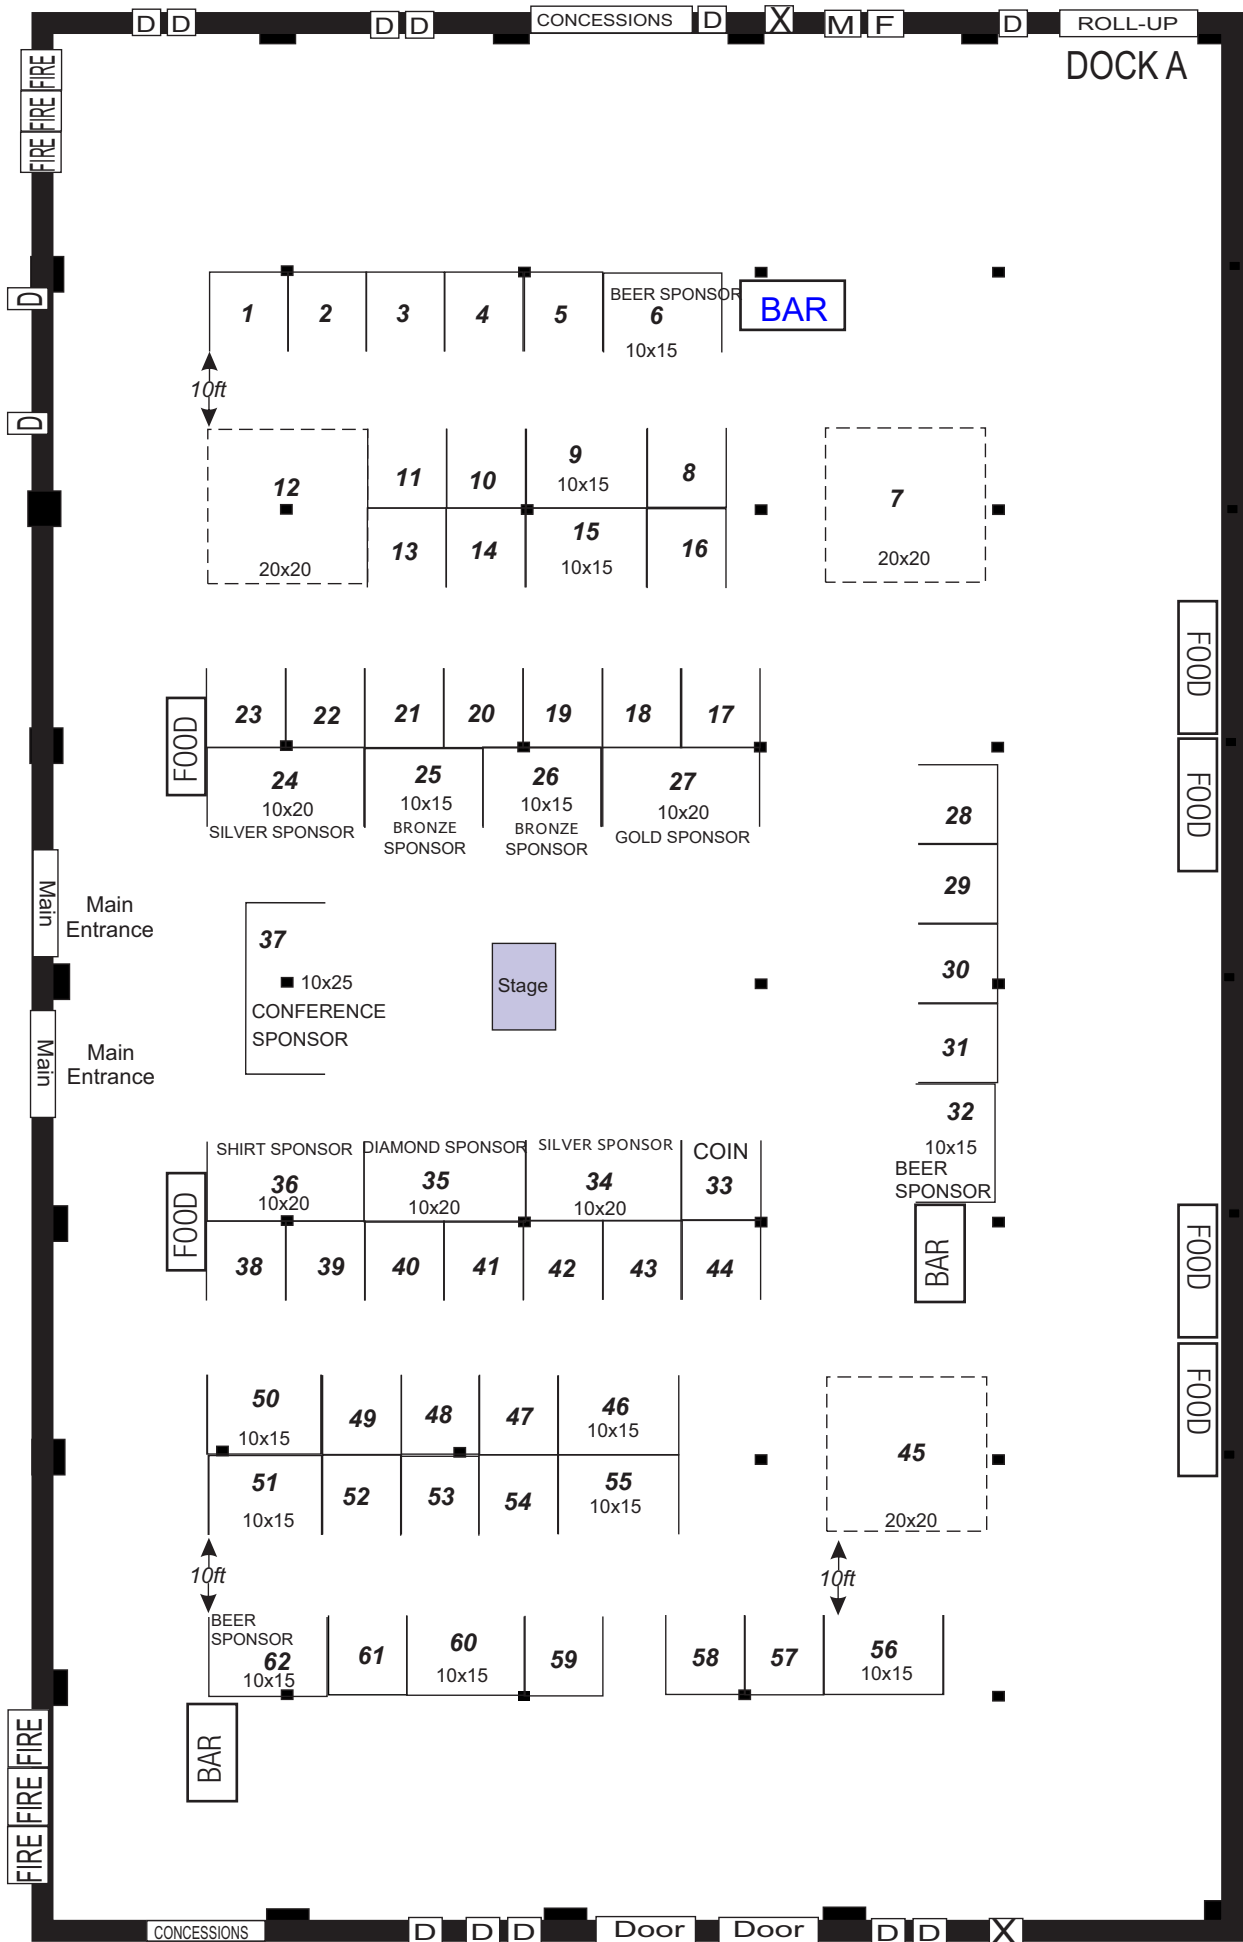 D D D D CONCESSIONS D X M F D ROLL-UP
DOCK A
FIRE
FIRE
FIRE
D
D
1 2 3 4 5
BEER SPONSOR
6
10x15
BAR
10ft
12
20x20
11 10
9
10x15
8
7
20x20
13 14
15
10x15
16
FOOD
FOOD
FOOD
23 22 21 20 19 18 17
24
10x20
SILVER SPONSOR
25
10x15
BRONZE
SPONSOR
26
10x15
BRONZE
SPONSOR
27
10x20
GOLD SPONSOR
28
29
30
31
32
10x15
BEER
SPONSOR
BAR
Main
Main
Entrance
Main
Main
Entrance
37
10x25
CONFERENCE
SPONSOR
Stage
SHIRT SPONSOR
36
10x20
DIAMOND SPONSOR
35
10x20
SILVER SPONSOR
34
10x20
COIN
33
FOOD
38 39 40 41 42 43 44
FOOD
FOOD
50
10x15
49 48 47
46
10x15
45
20x20
51
10x15
52 53 54
55
10x15
10ft
10ft
BEER
SPONSOR
62
10x15
61
60
10x15
59
58 57
56
10x15
BAR
FIRE
FIRE
FIRE
CONCESSIONS D D D Door Door D D X